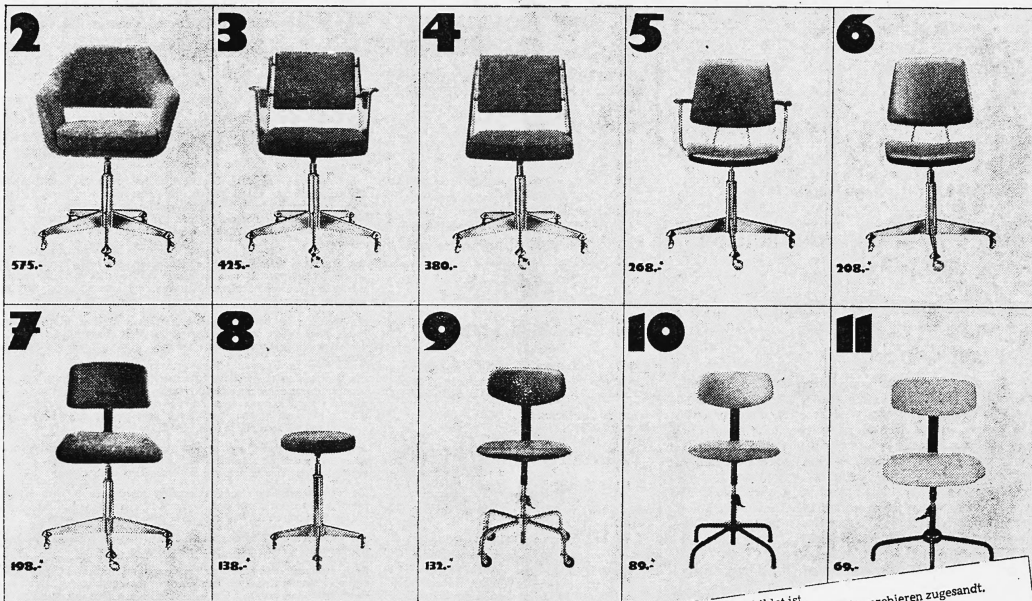 2 3 4 5 6
575.- 425.- 380.- 268.-* 208.-*
7 8 9 10 11
198.-* 138.-* 132.-* 89.-* 69.-
ist
zugesandt.